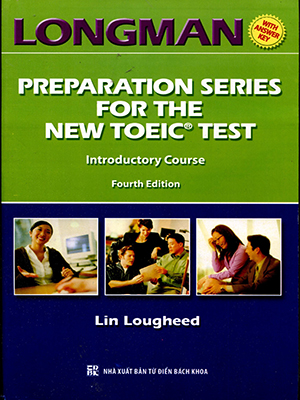 LONGMAN
WITH
ANSWER
KEY
PREPARATION SERIES
FOR THE
NEW TOEIC® TEST
Introductory Course
Fourth Edition
Lin Lougheed
NHÀ XUẤT BẢN TỪ ĐIỂN BÁCH KHOA